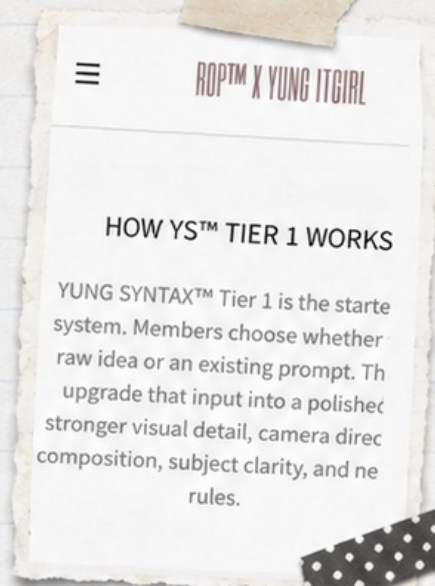 ROP™ X YUNG ITGIRL
HOW YS™ TIER 1 WORKS
YUNG SYNTAX™ Tier 1 is the starte
system. Members choose whether
raw idea or an existing prompt. Th
upgrade that input into a polished
stronger visual detail, camera direc
composition, subject clarity, and ne
rules.